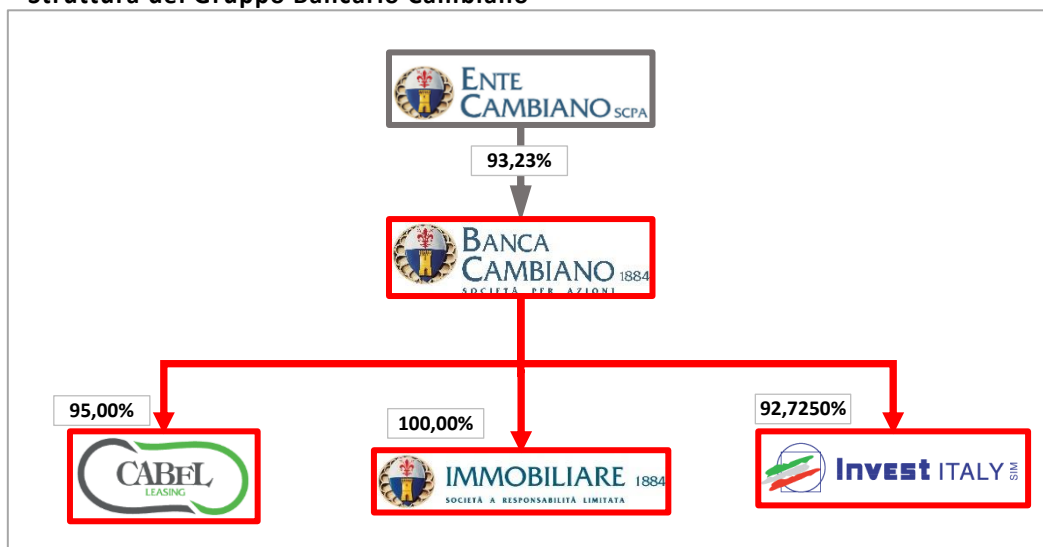 Struttura del Gruppo Bancario Cambiano
ENTE
CAMBIANO SCPA
93,23%
BANCA
CAMBIANO 1884
SOCIETÀ PER AZIONI
95,00%
100,00%
92,7250%
CABEL
LEASING
IMMOBILIARE 1884
SOCIETÀ A RESPONSABILITÀ LIMITATA
Invest ITALY SIM